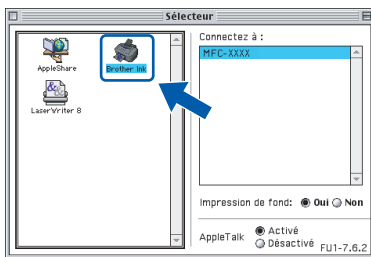 Sélecteur
AppleShare
Brother Ink
LaserWriter 8
Connectez à :
MFC-XXXX
Impression de fond: Oui Non
AppleTalk
Activé
Désactivé
FU1-7.6.2